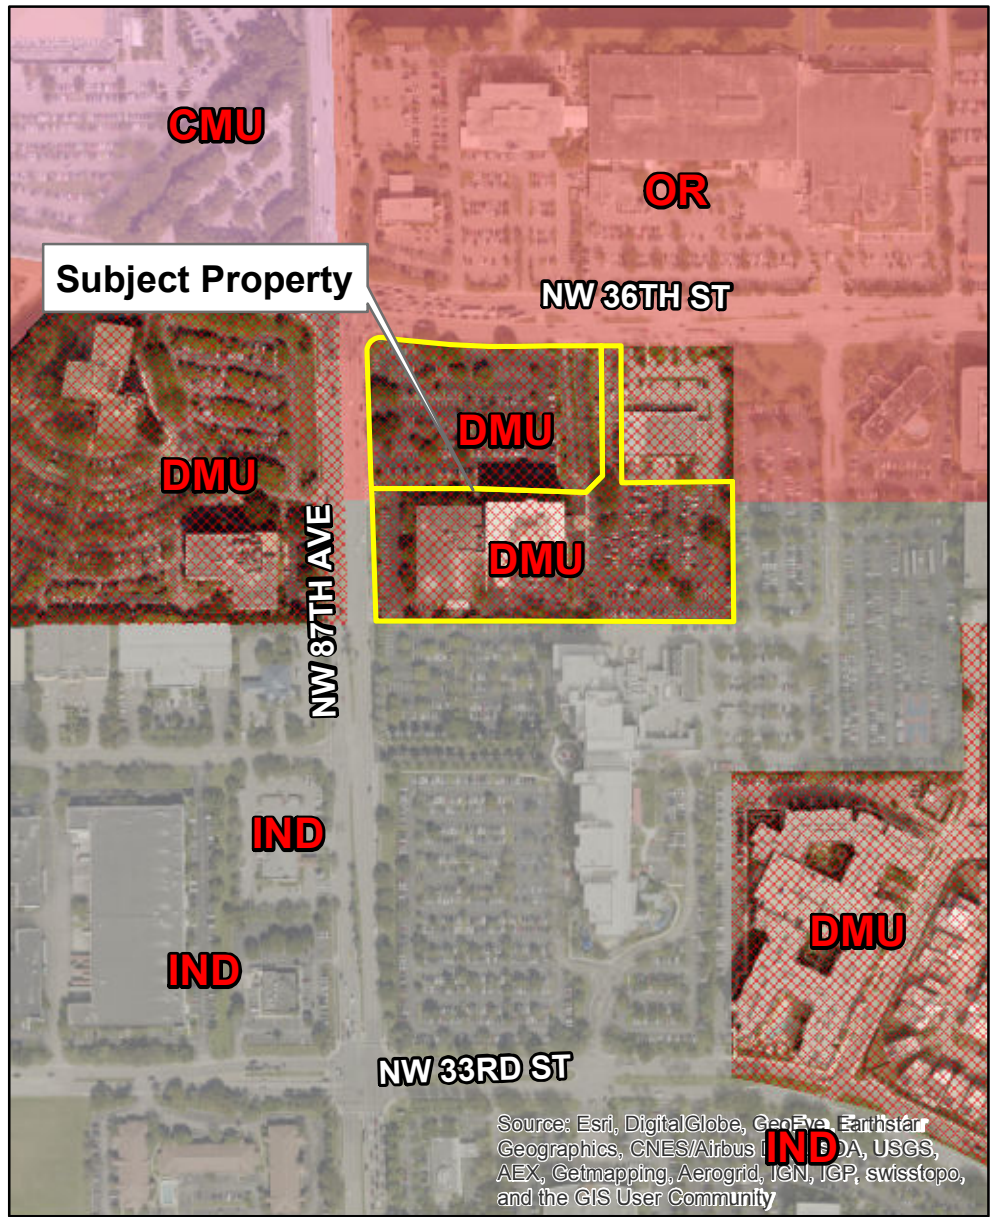 CMU
OR
Subject Property
NW 36TH ST
DMU
DMU
NW 87TH AVE
DMU
IND
DMU
IND
NW 33RD ST
Source: Esri, DigitalGlobe, GeoEye, Earthstar
Geographics, CNES/Airbus USGS,
IND
AEX, Getmapping, Aerogrid, IGN, IGP, swisstopo,
and the GIS User Community